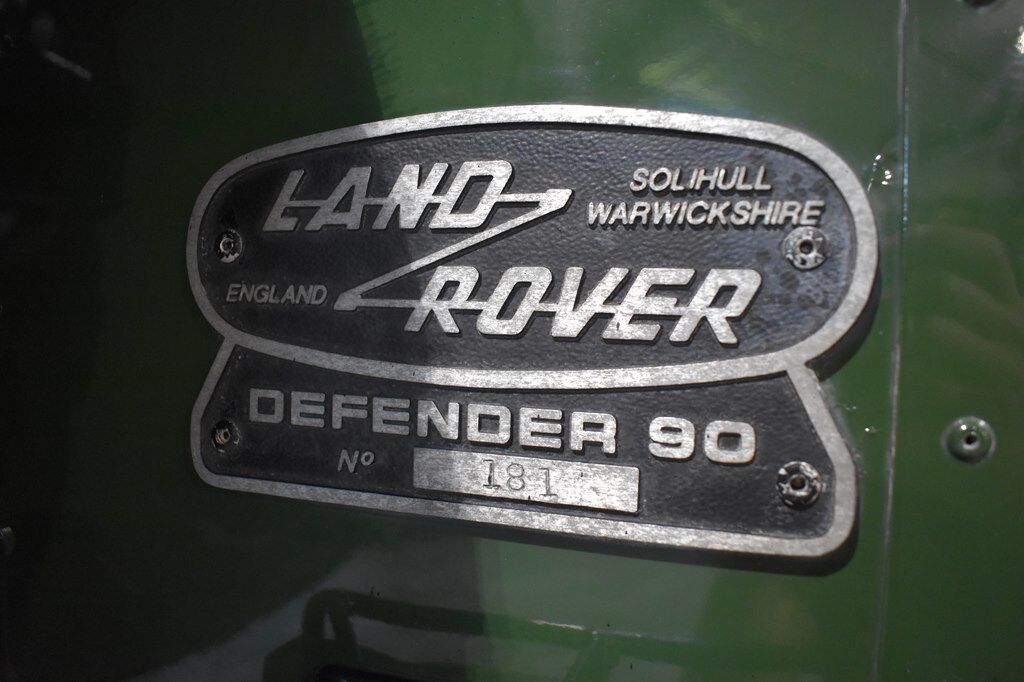 LAND
SOLIHULL
WARWICKSHIRE
ENGLAND
ROVER
DEFENDER 90
Nº 181